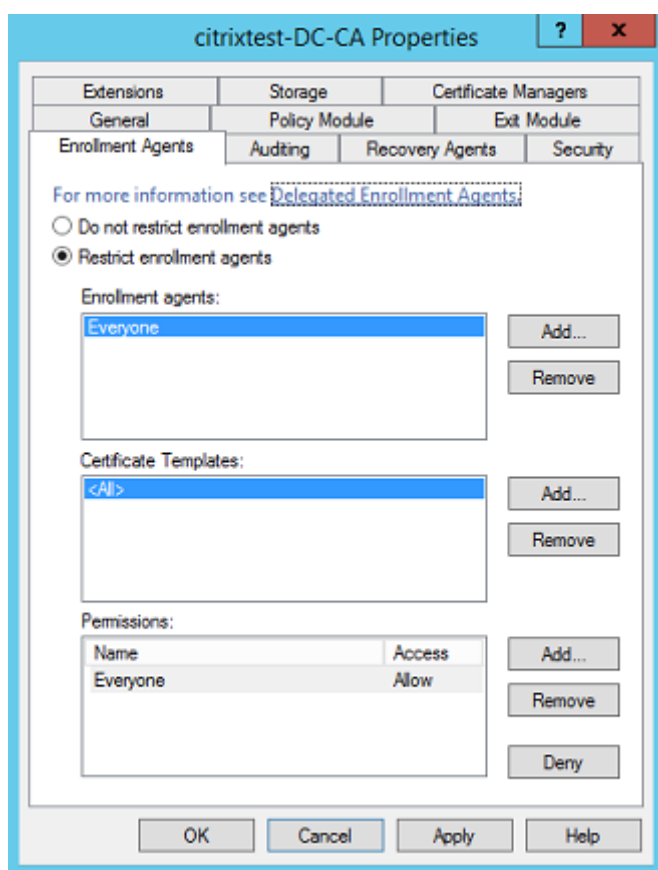 citrixtest-DC-CA Properties ? x
Extensions Storage Certificate Managers
General Policy Module Exit Module
Enrollment Agents Auditing Recovery Agents Security
For more information see Delegated Enrollment Agents.
Do not restrict enrollment agents
Restrict enrollment agents
Enrollment agents:
Everyone
Add...
Remove
Certificate Templates:
<All>
Add...
Remove
Permissions:
Name Access
Everyone Allow
Add...
Remove
Deny
OK Cancel Apply Help